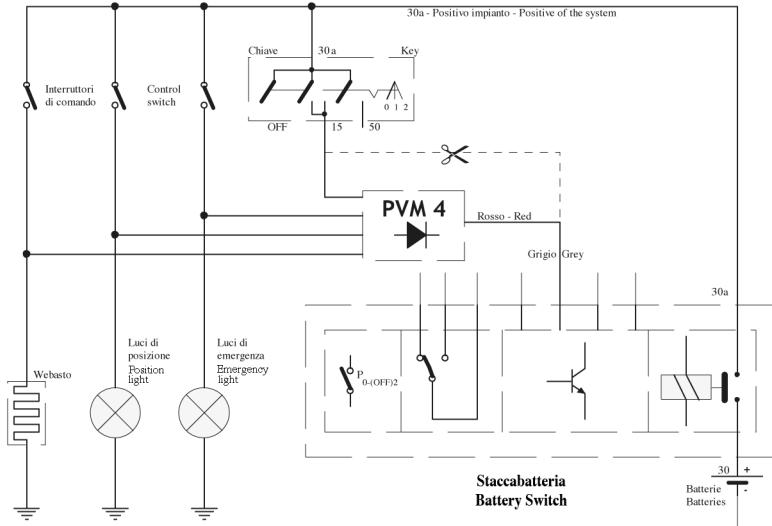 30a - Positivo impianto - Positive of the system
Chiave 30a Key
Interruttori di comando
Control switch
0 1 2
OFF 15 50
PVM 4
Rosso - Red
Grigio Grey
30a
Luci di posizione
Position light
Luci di emergenza
Emergency light
Webasto
P 0-(OFF)2
Staccabatteria
Battery Switch
30 +
-
Batterie
Batteries